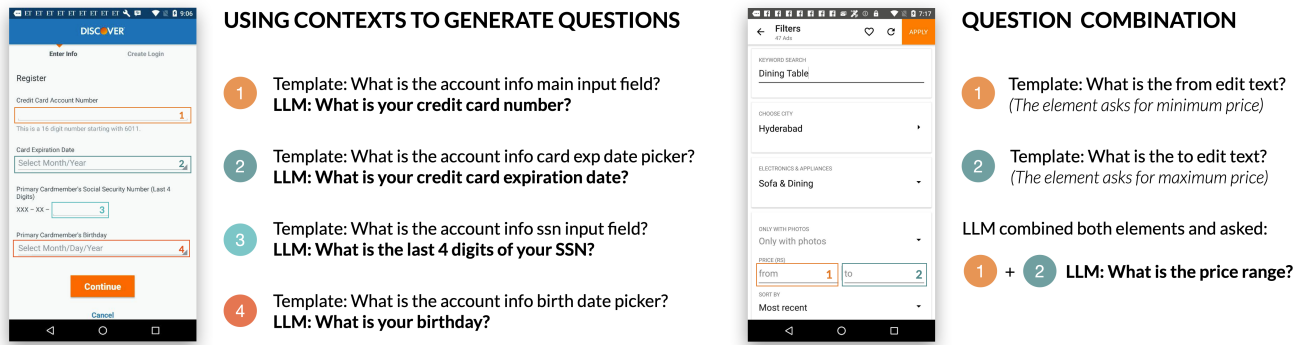 9:06
DISCOVER
Enter Info
Create Login
Register
Credit Card Account Number
1
This is a 16 digit number starting with 6011.
Card Expiration Date
Select Month/Year
2
Primary Cardmember's Social Security Number (Last 4
Digits)
XXX – XX –
3
Primary Cardmember's Birthday
Select Month/Day/Year
4
Continue
Cancel
USING CONTEXTS TO GENERATE QUESTIONS
1
Template: What is the account info main input field?
LLM: What is your credit card number?
2
Template: What is the account info card exp date picker?
LLM: What is your credit card expiration date?
3
Template: What is the account info ssn input field?
LLM: What is the last 4 digits of your SSN?
4
Template: What is the account info birth date picker?
LLM: What is your birthday?
7:17
Filters
47 Ads
APPLY
KEYWORD SEARCH
Dining Table
CHOOSE CITY
Hyderabad
ELECTRONICS & APPLIANCES
Sofa & Dining
ONLY WITH PHOTOS
Only with photos
PRICE (RS)
from
1
to
2
SORT BY
Most recent
QUESTION COMBINATION
1
Template: What is the from edit text?
(The element asks for minimum price)
2
Template: What is the to edit text?
(The element asks for maximum price)
LLM combined both elements and asked:
1 + 2 LLM: What is the price range?